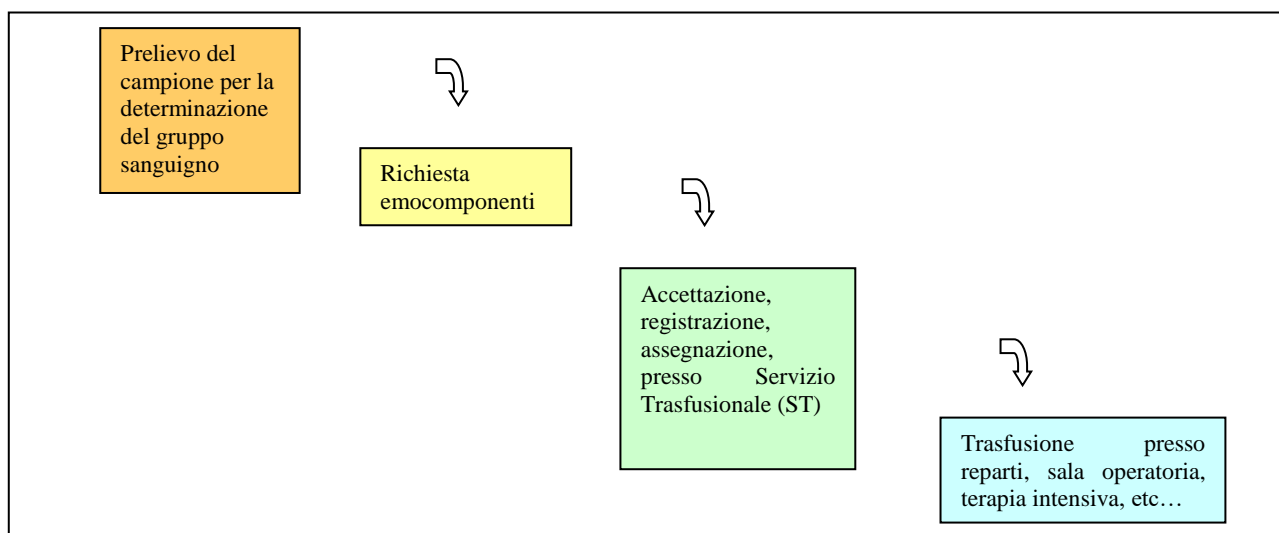 Prelievo del
campione per la
determinazione
del gruppo
sanguigno
Richiesta
emocomponenti
Accettazione,
registrazione,
assegnazione,
presso Servizio
Trasfusionale (ST)
Trasfusione presso
reparti, sala operatoria,
terapia intensiva, etc…